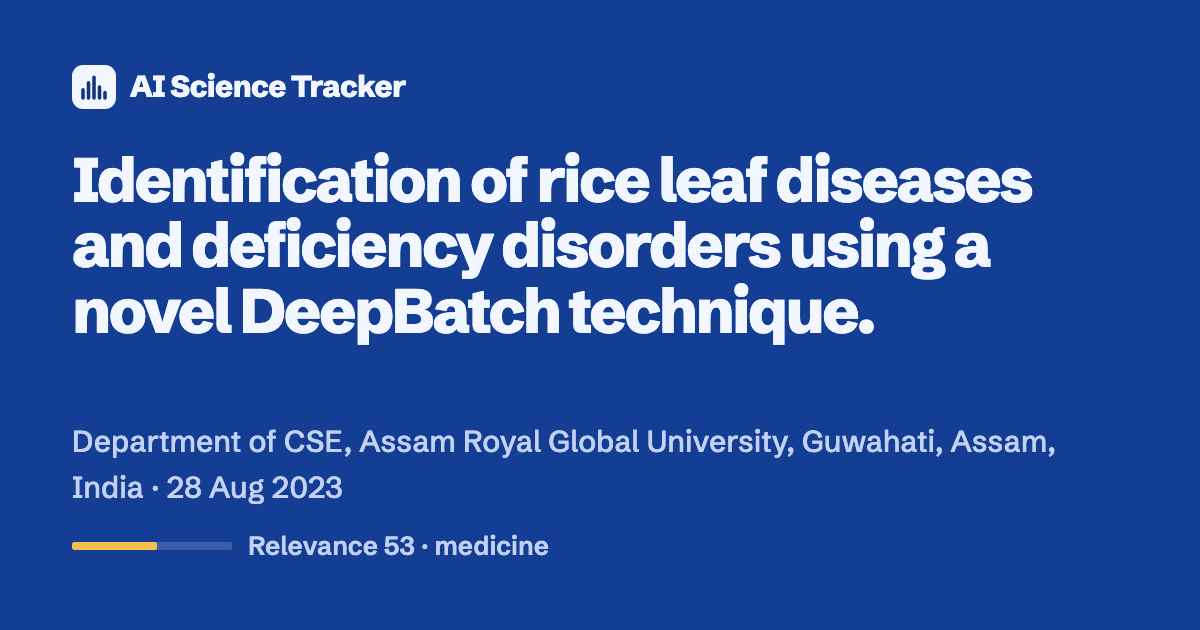 AI Science Tracker
Identification of rice leaf diseases
and deficiency disorders using a
novel DeepBatch technique.
Department of CSE, Assam Royal Global University, Guwahati, Assam,
India · 28 Aug 2023
Relevance 53 · medicine